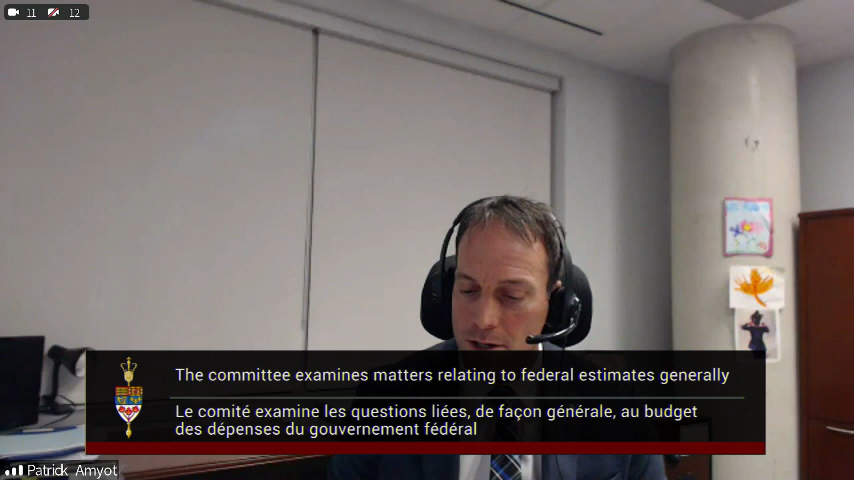 11 12
The committee examines matters relating to federal estimates generally
Le comité examine les questions liées, de façon générale, au budget
des dépenses du gouvernement fédéral
Patrick Amyot